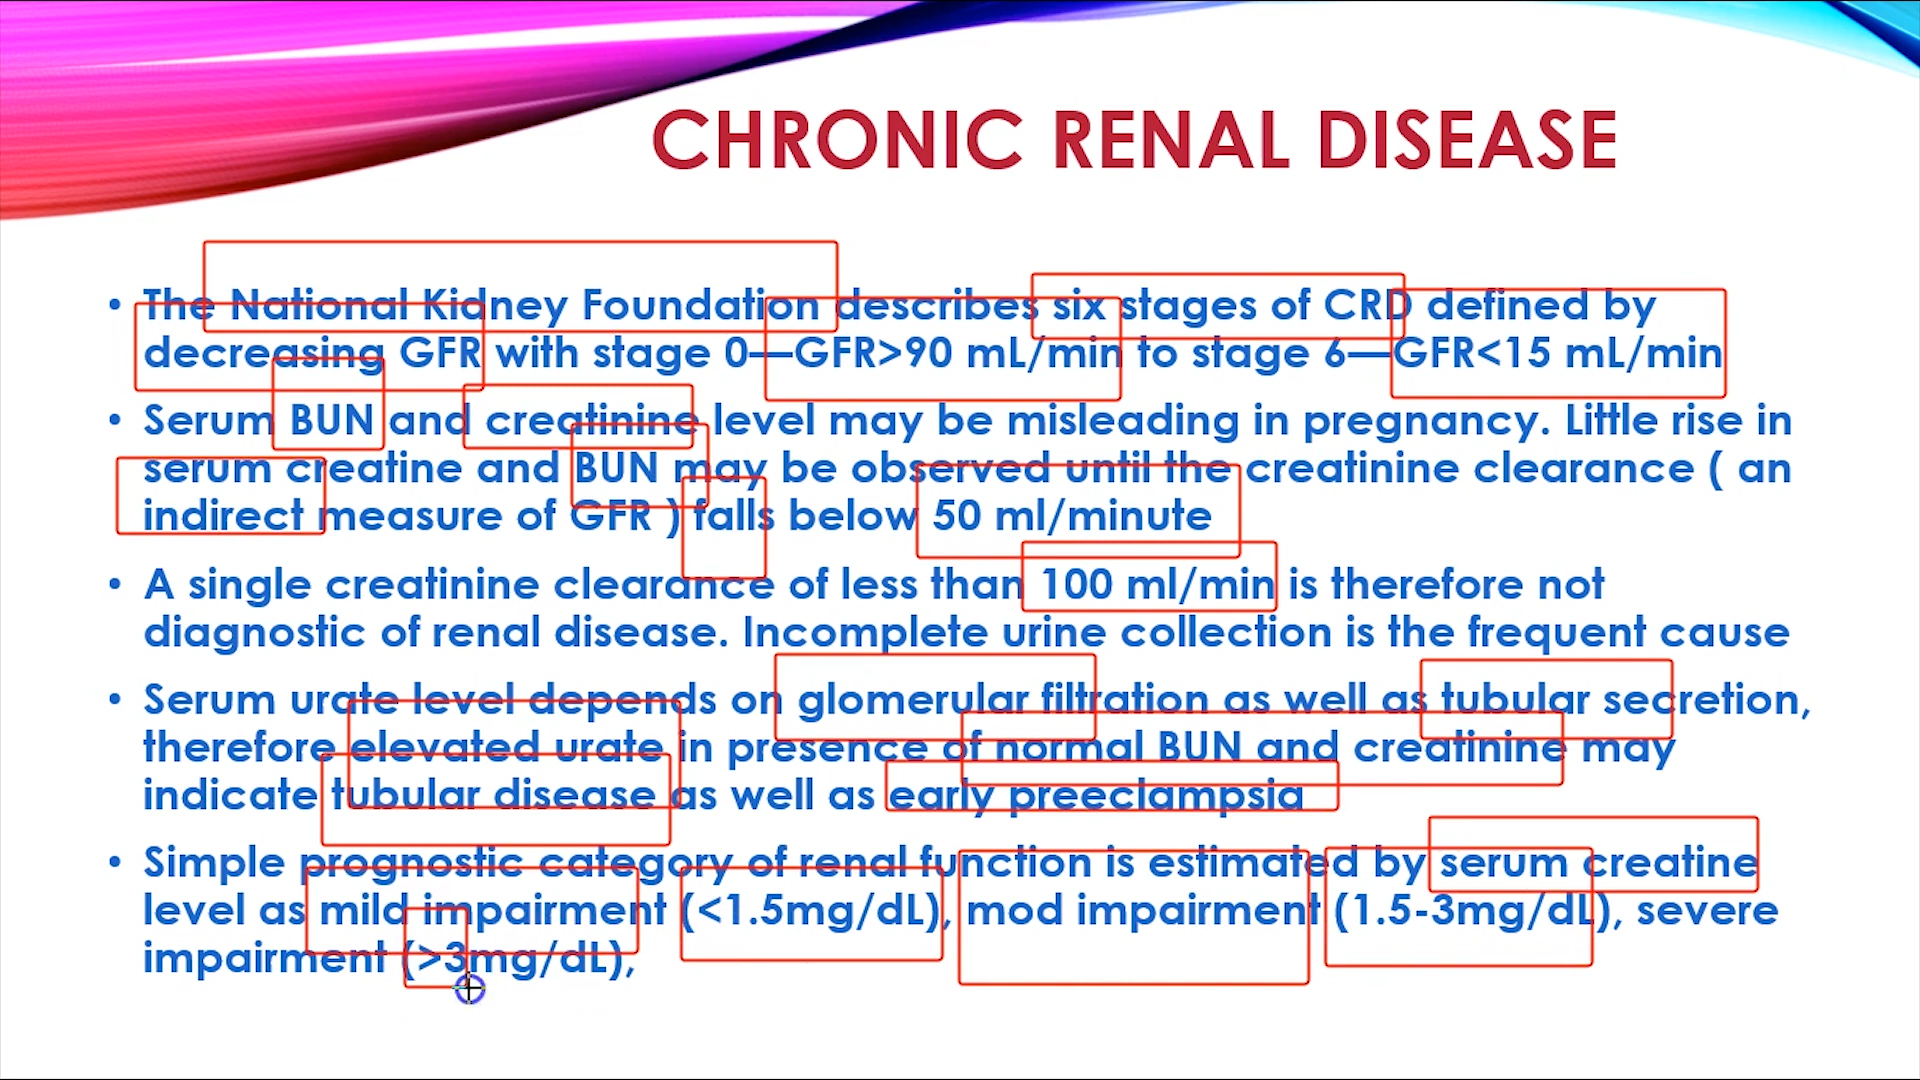 CHRONIC RENAL DISEASE
• The National Kidney Foundation describes six stages of CRD defined by
decreasing GFR with stage 0—GFR>90 mL/min to stage 6—GFR<15 mL/min
• Serum BUN and creatinine level may be misleading in pregnancy. Little rise in
serum creatine and BUN may be observed until the creatinine clearance ( an
indirect measure of GFR ) falls below 50 ml/minute
• A single creatinine clearance of less than 100 ml/min is therefore not
diagnostic of renal disease. Incomplete urine collection is the frequent cause
• Serum urate level depends on glomerular filtration as well as tubular secretion,
therefore elevated urate in presence of normal BUN and creatinine may
indicate tubular disease as well as early preeclampsia
• Simple prognostic category of renal function is estimated by serum creatine
level as mild impairment (<1.5mg/dL), mod impairment (1.5-3mg/dL), severe
impairment (>3mg/dL),